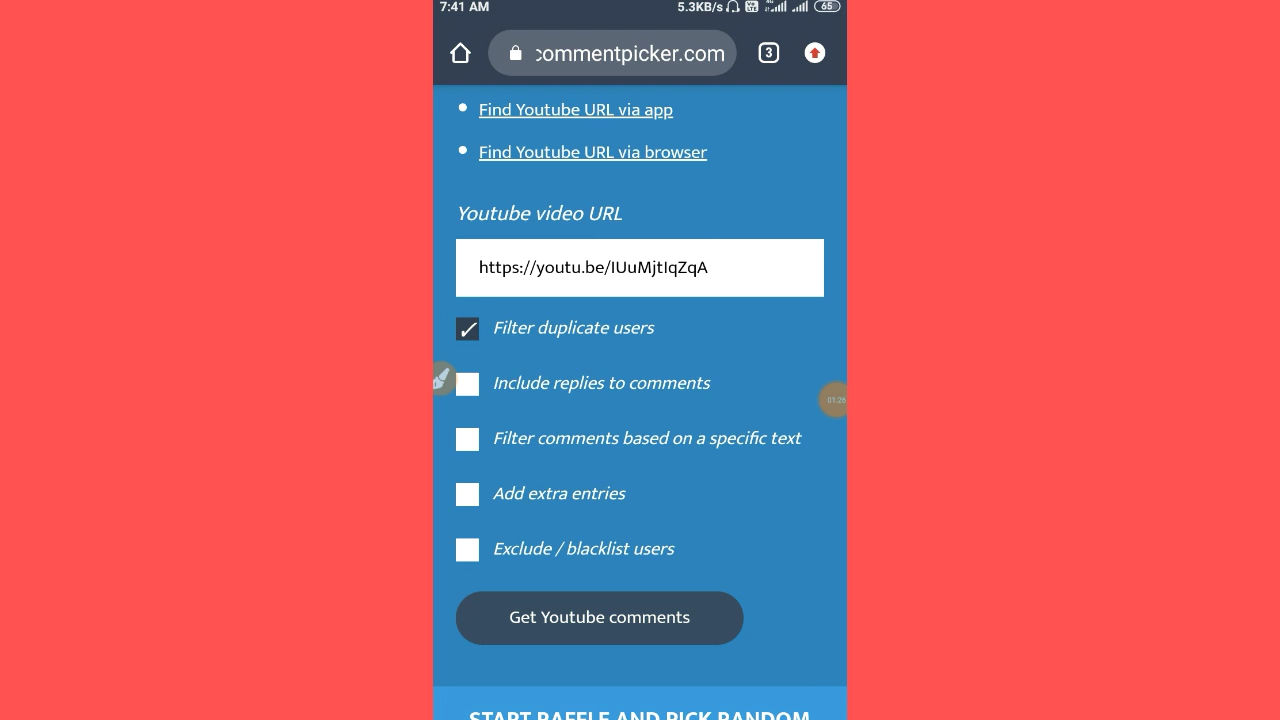 7:41 AM 5.3KB/s 65
commentpicker.com 3
Find Youtube URL via app
Find Youtube URL via browser
Youtube video URL
https://youtu.be/IUuMjtIqZqA
Filter duplicate users
Include replies to comments
01:26
Filter comments based on a specific text
Add extra entries
Exclude / blacklist users
Get Youtube comments
START RAFFLE AND PICK RANDOM